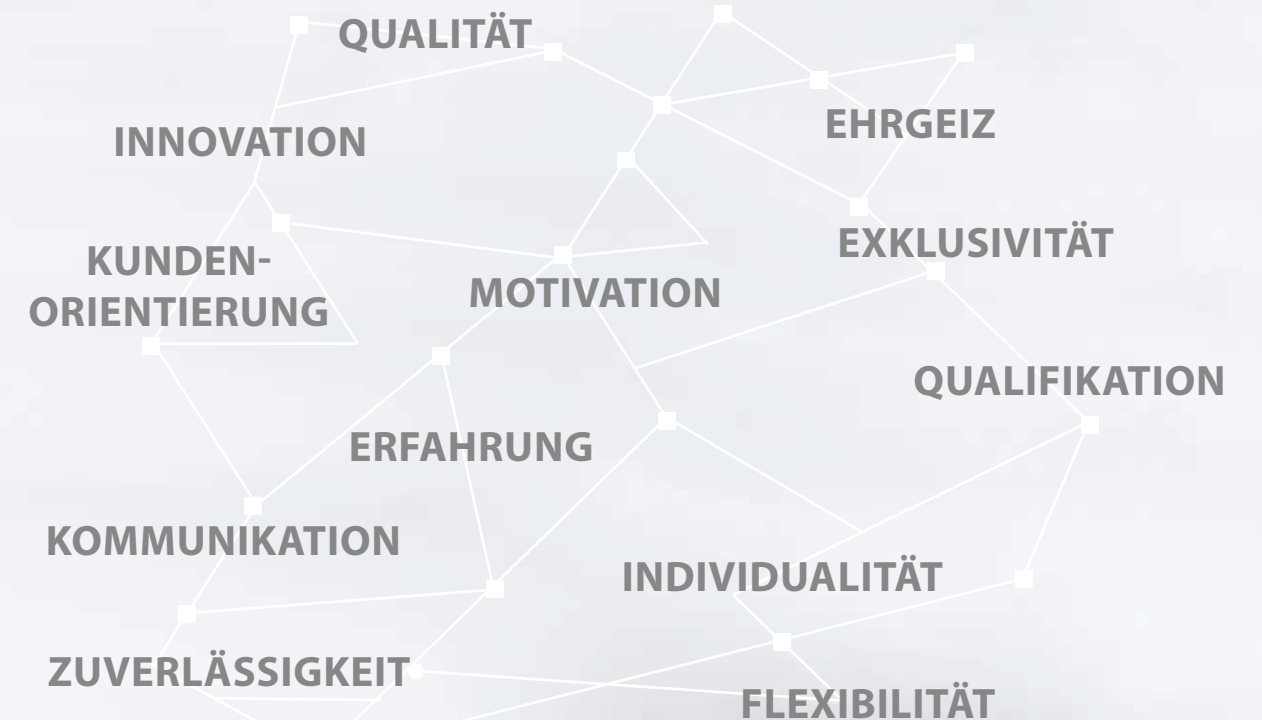 QUALITÄT
EHRGEIZ
INNOVATION
EXKLUSIVITÄT
KUNDEN-
ORIENTIERUNG
MOTIVATION
QUALIFIKATION
ERFAHRUNG
KOMMUNIKATION
INDIVIDUALITÄT
ZUVERLÄSSIGKEIT
FLEXIBILITÄT